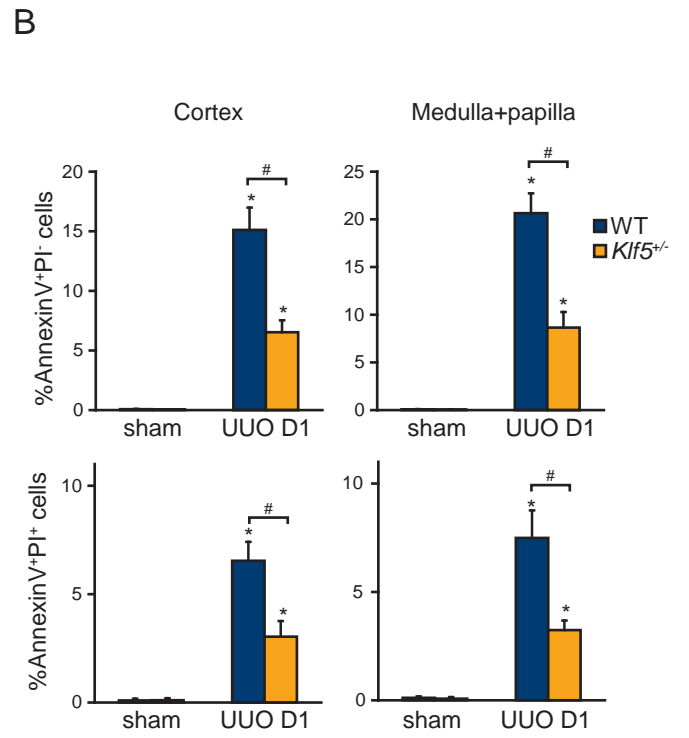 B
Cortex
Medulla+papilla
%AnnexinV⁺PI⁻ cells
20
15
10
5
0
*
#
*
sham
UUO D1
25
20
15
10
5
0
*
#
*
sham
UUO D1
WT
Klf5⁺/⁻
%AnnexinV⁺PI⁺ cells
10
5
0
*
#
*
sham
UUO D1
10
5
0
*
#
*
sham
UUO D1